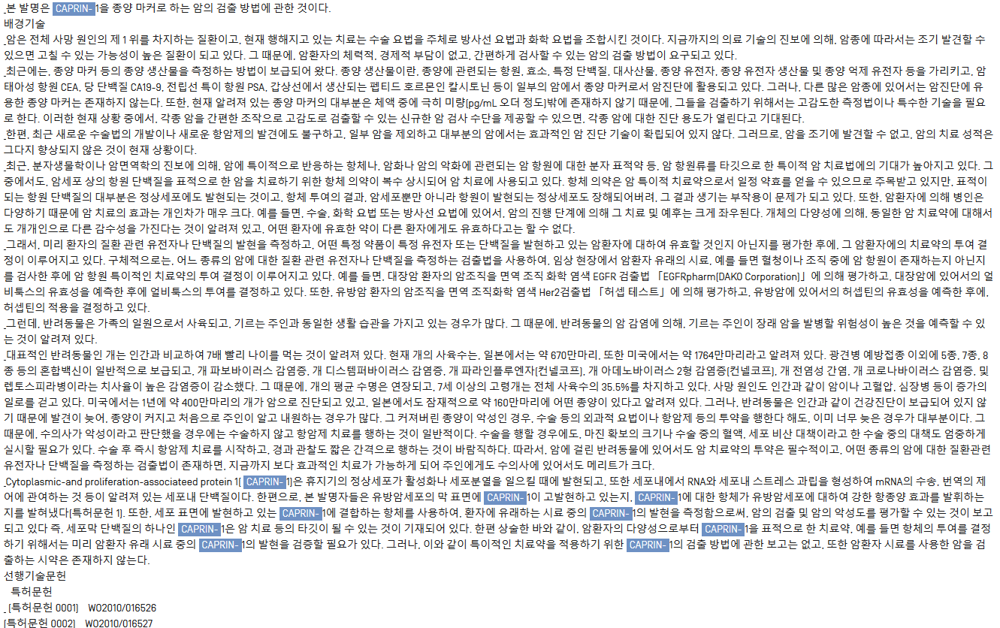 본 발명은 CAPRIN-1을 종양 마커로 하는 암의 검출 방법에 관한 것이다.
배경기술
암은 전체 사망 원인의 제 1 위를 차지하는 질환이고, 현재 행해지고 있는 치료는 수술 요법을 주체로 방사선 요법과 화학 요법을 조합시킨 것이다. 지금까지의 의료 기술의 진보에 의해, 암종에 따라서는 조기 발견할 수
있으면 고칠 수 있는 가능성이 높은 질환이 되고 있다. 그 때문에, 암환자의 체력적, 경제적 부담이 없고, 간편하게 검사할 수 있는 암의 검출 방법이 요구되고 있다.
최근에는, 종양 마커 등의 종양 생산물을 측정하는 방법이 보급되어 왔다. 종양 생산물이란, 종양에 관련되는 항원, 효소, 특정 단백질, 대사산물, 종양 유전자, 종양 유전자 생산물 및 종양 억제 유전자 등을 가리키고, 암
태아성 항원 CEA, 당 단백질 CA19-9, 전립선 특이 항원 PSA, 갑상선에서 생산되는 펩티드 호르몬인 칼시토닌 등이 일부의 암에서 종양 마커로서 암진단에 활용되고 있다. 그러나, 다른 많은 암종에 있어서는 암진단에 유
용한 종양 마커는 존재하지 않는다. 또한, 현재 알려져 있는 종양 마커의 대부분은 체액 중에 극히 미량(pg/mL 오더 정도)밖에 존재하지 않기 때문에, 그들을 검출하기 위해서는 고감도한 측정법이나 특수한 기술을 필요
로 한다. 이러한 현재 상황 중에서, 각종 암을 간편한 조작으로 고감도로 검출할 수 있는 신규한 암 검사 수단을 제공할 수 있으면, 각종 암에 대한 진단 용도가 열린다고 기대된다.
한편, 최근 새로운 수술법의 개발이나 새로운 항암제의 발견에도 불구하고, 일부 암을 제외하고 대부분의 암에서는 효과적인 암 진단 기술이 확립되어 있지 않다. 그러므로, 암을 조기에 발견할 수 없고, 암의 치료 성적은
그다지 향상되지 않은 것이 현재 상황이다.
최근, 분자생물학이나 암면역학의 진보에 의해, 암에 특이적으로 반응하는 항체나, 암화나 암의 악화에 관련되는 암 항원에 대한 분자 표적약 등, 암 항원류를 타깃으로 한 특이적 암 치료법에의 기대가 높아지고 있다. 그
중에서도, 암세포 상의 항원 단백질을 표적으로 한 암을 치료하기 위한 항체 의약이 복수 상시되어 암 치료에 사용되고 있다. 항체 의약은 암 특이적 치료약으로서 일정 약효를 얻을 수 있으므로 주목받고 있지만, 표적이
되는 항원 단백질의 대부분은 정상세포에도 발현되는 것이고, 항체 투여의 결과, 암세포뿐만 아니라 항원이 발현되는 정상세포도 장해되어버려, 그 결과 생기는 부작용이 문제가 되고 있다. 또한, 암환자에 의해 병인은
다양하기 때문에 암 치료의 효과는 개인차가 매우 크다. 예를 들면, 수술, 화학 요법 또는 방사선 요법에 있어서, 암의 진행 단계에 의해 그 치료 및 예후는 크게 좌우된다. 개체의 다양성에 의해, 동일한 암 치료약에 대해서
도 개개인으로 다른 감수성을 가진다는 것이 알려져 있고, 어떤 환자에 유효한 약이 다른 환자에게도 유효하다고는 할 수 없다.
그래서, 미리 환자의 질환 관련 유전자나 단백질의 발현을 측정하고, 어떤 특정 약품이 특정 유전자 또는 단백질을 발현하고 있는 암환자에 대하여 유효할 것인지 아닌지를 평가한 후에, 그 암환자에의 치료약의 투여 결
정이 이루어지고 있다. 구체적으로는, 어느 종류의 암에 대한 질환 관련 유전자나 단백질을 측정하는 검출법을 사용하여, 임상 현장에서 암환자 유래의 시료, 예를 들면 혈청이나 조직 중에 암 항원이 존재하는지 아닌지
를 검사한 후에 암 항원 특이적인 치료약의 투여 결정이 이루어지고 있다. 예를 들면, 대장암 환자의 암조직을 면역 조직 화학 염색 EGFR 검출법 「EGFRpharm(DAKO Corporation)」에 의해 평가하고, 대장암에 있어서의 얼
비툭스의 유효성을 예측한 후에 얼비툭스의 투여를 결정하고 있다. 또한, 유방암 환자의 암조직을 면역 조직화학 염색 Her2검출법 「허셉 테스트」에 의해 평가하고, 유방암에 있어서의 허셉틴의 유효성을 예측한 후에,
허셉틴의 적용을 결정하고 있다.
그런데, 반려동물은 가족의 일원으로서 사육되고, 기르는 주인과 동일한 생활 습관을 가지고 있는 경우가 많다. 그 때문에, 반려동물의 암 감염에 의해, 기르는 주인이 장래 암을 발병할 위험성이 높은 것을 예측할 수 있
는 것이 알려져 있다.
대표적인 반려동물인 개는 인간과 비교하여 7배 빨리 나이를 먹는 것이 알려져 있다. 현재 개의 사육수는, 일본에서는 약 670만마리, 또한 미국에서는 약 1764만마리라고 알려져 있다. 광견병 예방접종 이외에 5종, 7종, 8
종 등의 혼합백신이 일반적으로 보급되고, 개 파보바이러스 감염증, 개 디스템퍼바이러스 감염증, 개 파라인플루엔자(컨넬코프), 개 아데노바이러스 2형 감염증(컨넬코프), 개 전염성 간염, 개 코로나바이러스 감염증, 및
렙토스피라병이라는 치사율이 높은 감염증이 감소했다. 그 때문에, 개의 평균 수명은 연장되고, 7세 이상의 고령개는 전체 사육수의 35.5%를 차지하고 있다. 사망 원인도 인간과 같이 암이나 고혈압, 심장병 등이 증가의
일로를 걷고 있다. 미국에서는 1년에 약 400만마리의 개가 암으로 진단되고 있고, 일본에서도 잠재적으로 약 160만마리에 어떤 종양이 있다고 알려져 있다. 그러나, 반려동물은 인간과 같이 건강진단이 보급되어 있지 않
기 때문에 발견이 늦어, 종양이 커지고 처음으로 주인이 알고 내원하는 경우가 많다. 그 커져버린 종양이 악성인 경우, 수술 등의 외과적 요법이나 항암제 등의 투약을 행한다 해도, 이미 너무 늦은 경우가 대부분이다. 그
때문에, 수의사가 악성이라고 판단했을 경우에는 수술하지 않고 항암제 치료를 행하는 것이 일반적이다. 수술을 행할 경우에도, 마진 확보의 크기나 수술 중의 혈액, 세포 비산 대책이라고 한 수술 중의 대책도 엄중하게
실시할 필요가 있다. 수술 후 즉시 항암제 치료를 시작하고, 경과 관찰도 짧은 간격으로 행하는 것이 바람직하다. 따라서, 암에 걸린 반려동물에 있어서도 암 치료약의 투약은 필수적이고, 어떤 종류의 암에 대한 질환관련
유전자나 단백질을 측정하는 검출법이 존재하면, 지금까지 보다 효과적인 치료가 가능하게 되어 주인에게도 수의사에 있어서도 메리트가 크다.
Cytoplasmic-and proliferation-associateed protein 1( CAPRIN-1)은 휴지기의 정상세포가 활성화나 세포분열을 일으킬 때에 발현되고, 또한 세포내에서 RNA와 세포내 스트레스 과립을 형성하여 mRNA의 수송, 번역의 제
어에 관여하는 것 등이 알려져 있는 세포내 단백질이다. 한편으로, 본 발명자들은 유방암세포의 막 표면에 CAPRIN-1이 고발현하고 있는지, CAPRIN-1에 대한 항체가 유방암세포에 대하여 강한 항종양 효과를 발휘하는
지를 발혀냈다(특허문헌 1). 또한, 세포 표면에 발현하고 있는 CAPRIN-1에 결합하는 항체를 사용하여, 환자에 유래하는 시료 중의 CAPRIN-1의 발현을 측정함으로써, 암의 검출 및 암의 악성도를 평가할 수 있는 것이 보고
되고 있다 즉, 세포막 단백질의 하나인 CAPRIN-1은 암 치료 등의 타깃이 될 수 있는 것이 기재되어 있다. 한편 상술한 바와 같이, 암환자의 다양성으로부터 CAPRIN-1을 표적으로 한 치료약, 예를 들면 항체의 투여를 결정
하기 위해서는 미리 암환자 유래 시료 중의 CAPRIN-1의 발현을 검증할 필요가 있다. 그러나, 이와 같이 특이적인 치료약을 적용하기 위한 CAPRIN-1의 검출 방법에 관한 보고는 없고, 또한 암환자 시료를 사용한 암을 검
출하는 시약은 존재하지 않는다.
선행기술문헌
특허문헌
(특허문헌 0001) WO2010/016526
(특허문헌 0002) WO2010/016527